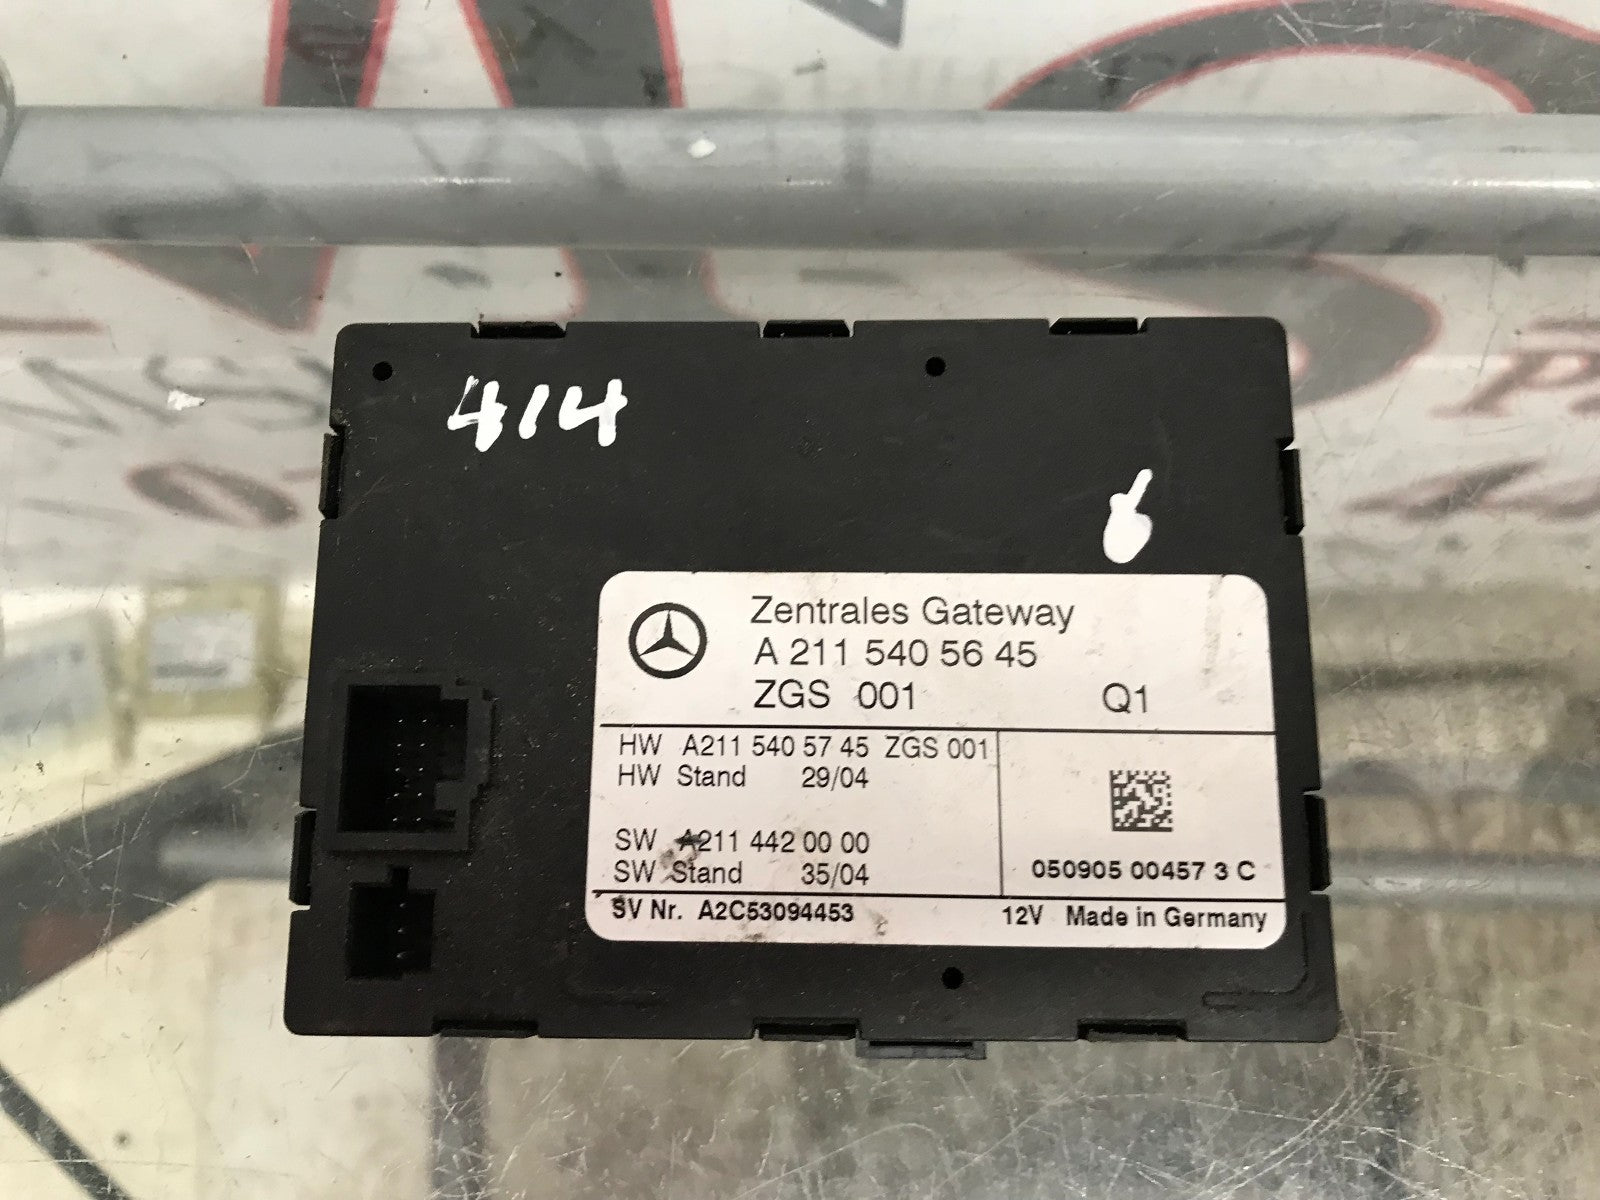 414
6
Zentrales Gateway
A 211 540 56 45
ZGS 001 Q1
HW A211 540 57 45 ZGS 001
HW Stand 29/04
SW A211 442 00 00
SW Stand 35/04
050905 00457 3 C
SV Nr. A2C53094453
12V Made in Germany